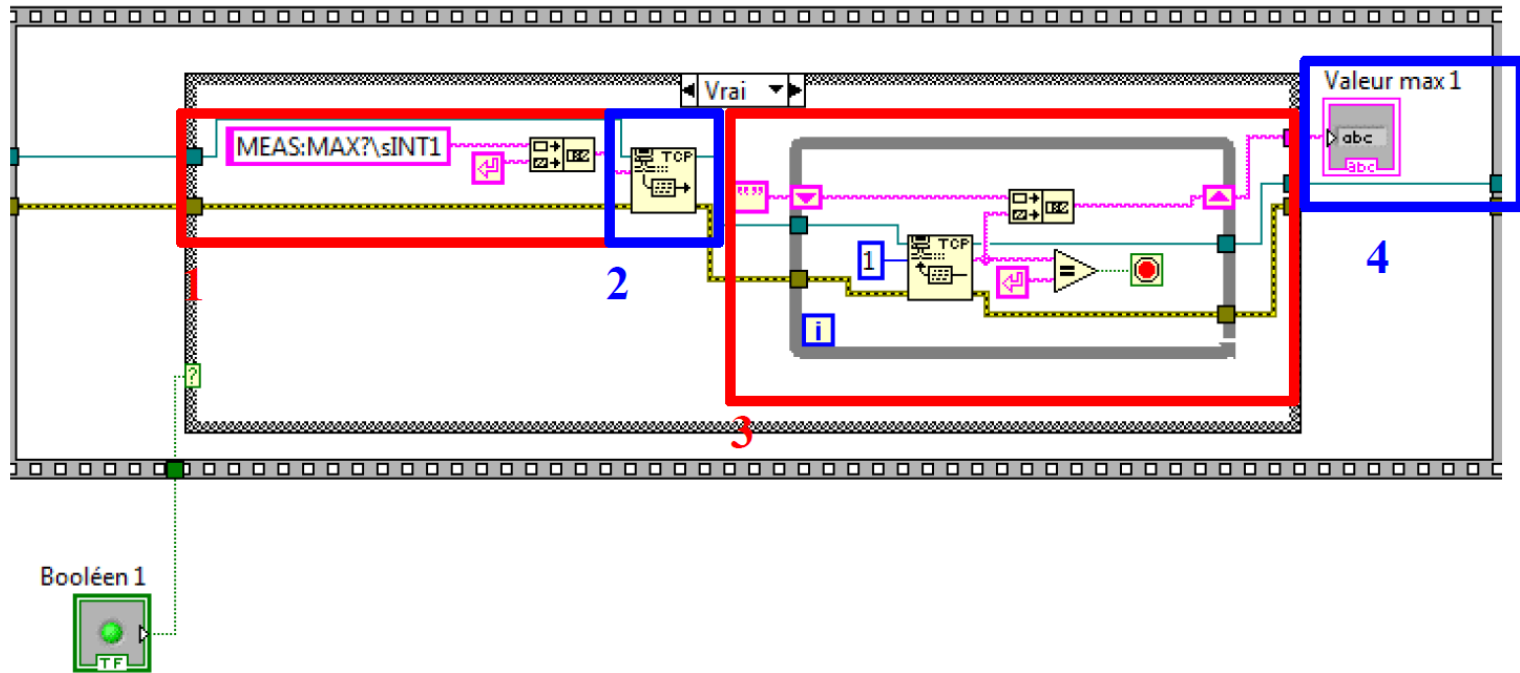 Vrai
Valeur max 1
MEAS:MAX?\sINT1
TCP
abc
abc
""
TCP
1
=
i
?
1
2
3
4
Booléen 1
TF